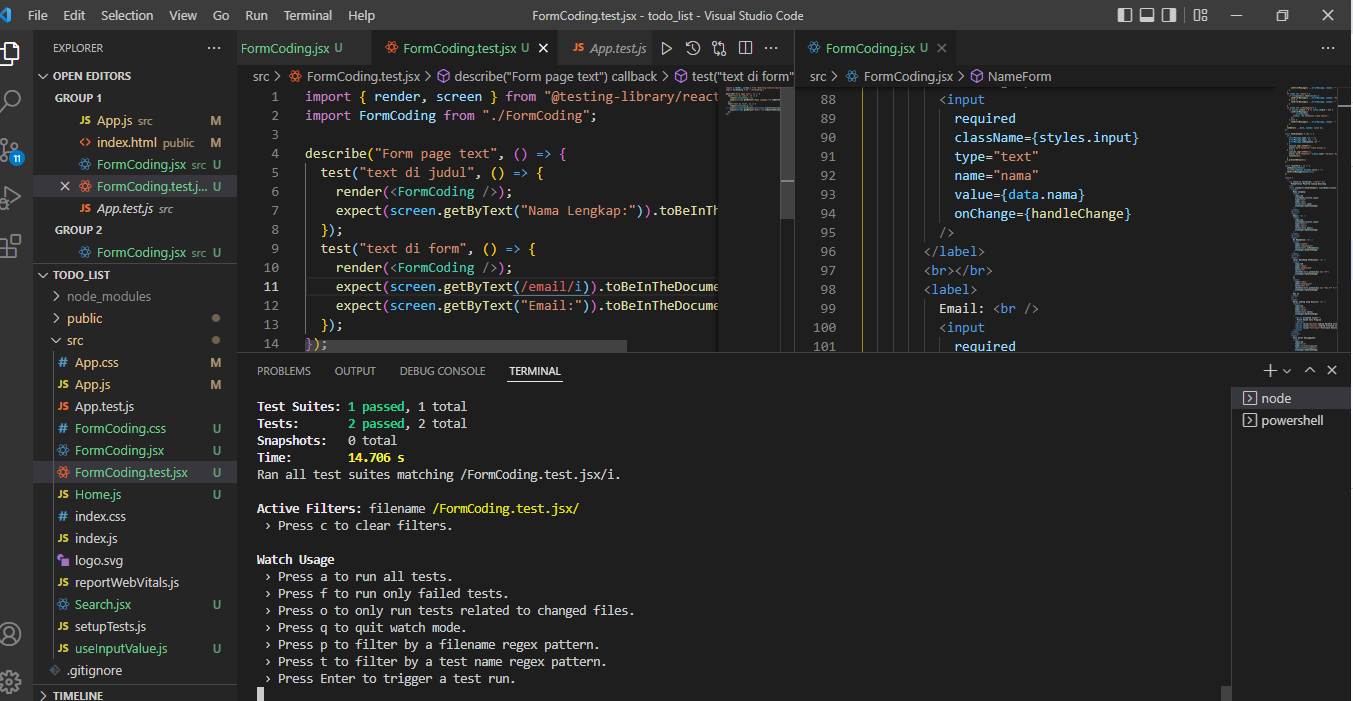 File Edit Selection View Go Run Terminal Help
FormCoding.test.jsx - todo_list - Visual Studio Code
EXPLORER
OPEN EDITORS
GROUP 1
JS App.js src M
<> index.html public M
FormCoding.jsx src U
FormCoding.test.j... U
JS App.test.js src
GROUP 2
FormCoding.jsx src U
TODO_LIST
node_modules
public
src
# App.css M
JS App.js M
JS App.test.js
# FormCoding.css U
FormCoding.jsx U
FormCoding.test.jsx U
JS Home.js U
# index.css
JS index.js
logo.svg
JS reportWebVitals.js
Search.jsx U
JS setupTests.js
JS useInputValue.js U
.gitignore
TIMELINE
11
FormCoding.jsx U
FormCoding.test.jsx U
JS App.test.js
src > FormCoding.test.jsx > describe("Form page text") callback > test("text di form"
1 import { render, screen } from "@testing-library/react
2 import FormCoding from "./FormCoding";
3
4 describe("Form page text", () => {
5 test("text di judul", () => {
6 render(<FormCoding />);
7 expect(screen.getByText("Nama Lengkap:")).toBeInTh
8 });
9 test("text di form", () => {
10 render(<FormCoding />);
11 expect(screen.getByText(/email/i)).toBeInTheDocume
12 expect(screen.getByText("Email:")).toBeInTheDocume
13 });
14 });
FormCoding.jsx U
src > FormCoding.jsx > NameForm
88 <input
89 required
90 className={styles.input}
91 type="text"
92 name="nama"
93 value={data.nama}
94 onChange={handleChange}
95 />
96 </label>
97 <br></br>
98 <label>
99 Email: <br />
100 <input
101 required
PROBLEMS OUTPUT DEBUG CONSOLE TERMINAL
Test Suites: 1 passed, 1 total
Tests: 2 passed, 2 total
Snapshots: 0 total
Time: 14.706 s
Ran all test suites matching /FormCoding.test.jsx/i.
Active Filters: filename /FormCoding.test.jsx/
› Press c to clear filters.
Watch Usage
› Press a to run all tests.
› Press f to run only failed tests.
› Press o to only run tests related to changed files.
› Press q to quit watch mode.
› Press p to filter by a filename regex pattern.
› Press t to filter by a test name regex pattern.
› Press Enter to trigger a test run.
node
powershell